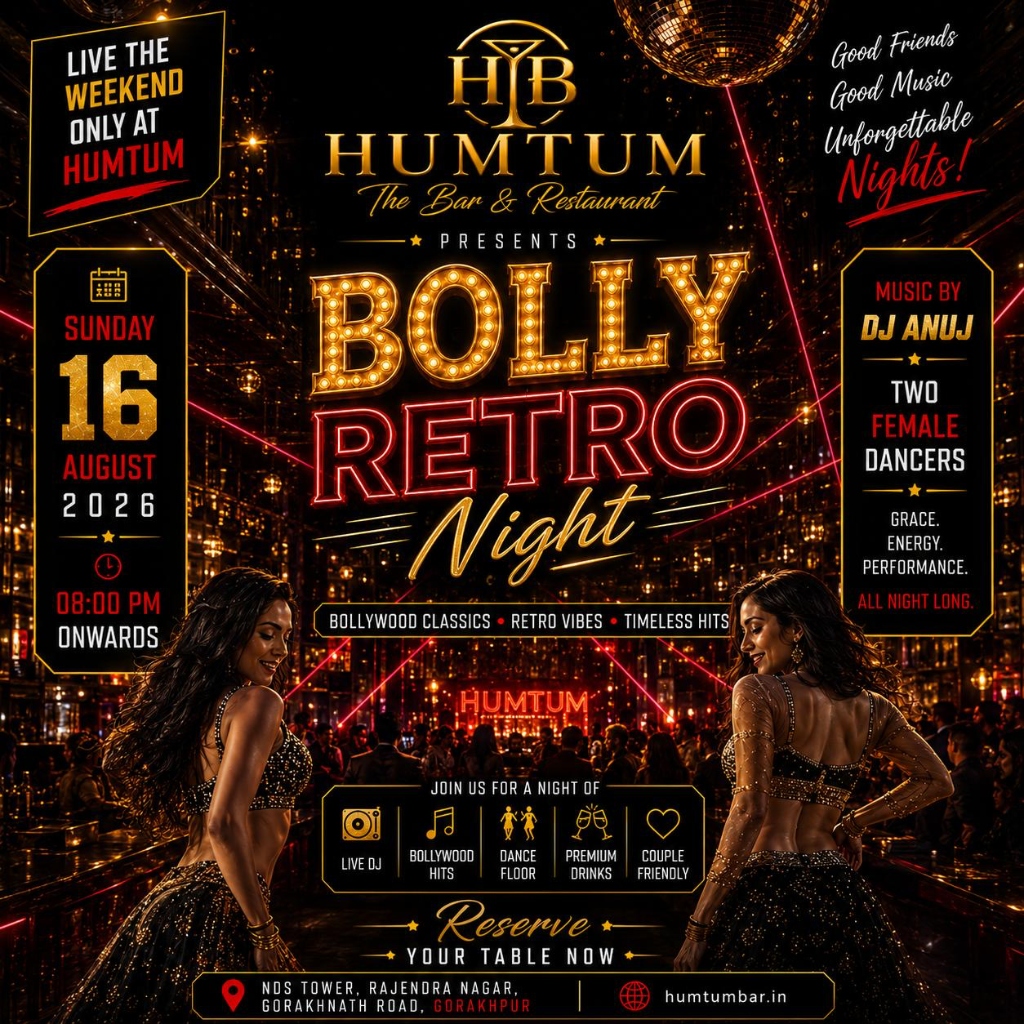 LIVE THE
WEEKEND
ONLY AT
HUMTUM
HYB
HUMTUM
The Bar & Restaurant
PRESENTS
Good Friends
Good Music
Unforgettable
Nights!
BOLLY
RETRO
Night
SUNDAY
16
AUGUST
2026
08:00 PM
ONWARDS
MUSIC BY
DJ ANUJ
TWO
FEMALE
DANCERS
GRACE.
ENERGY.
PERFORMANCE.
ALL NIGHT LONG.
BOLLYWOOD CLASSICS • RETRO VIBES • TIMELESS HITS
HUMTUM
JOIN US FOR A NIGHT OF
LIVE DJ
BOLLYWOOD
HITS
DANCE
FLOOR
PREMIUM
DRINKS
COUPLE
FRIENDLY
Reserve
YOUR TABLE NOW
NDS TOWER, RAJENDRA NAGAR,
GORAKHNATH ROAD, GORAKHPUR
humtumbar.in